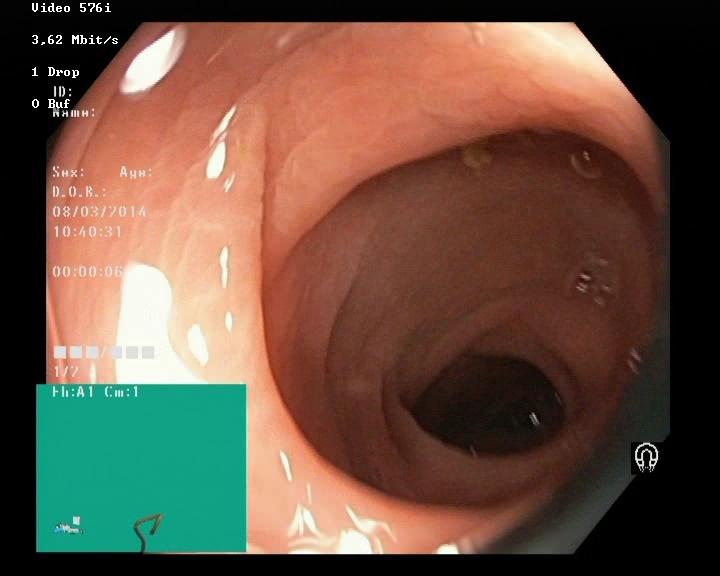 Video 576i
3,62 Mbit/s
1 Drop
ID:
0 Buf
Name:
Sex: Age:
D.O.B.:
08/03/2014
10:40:31
00:00:06
1/2
Eh:A1 Cm:1